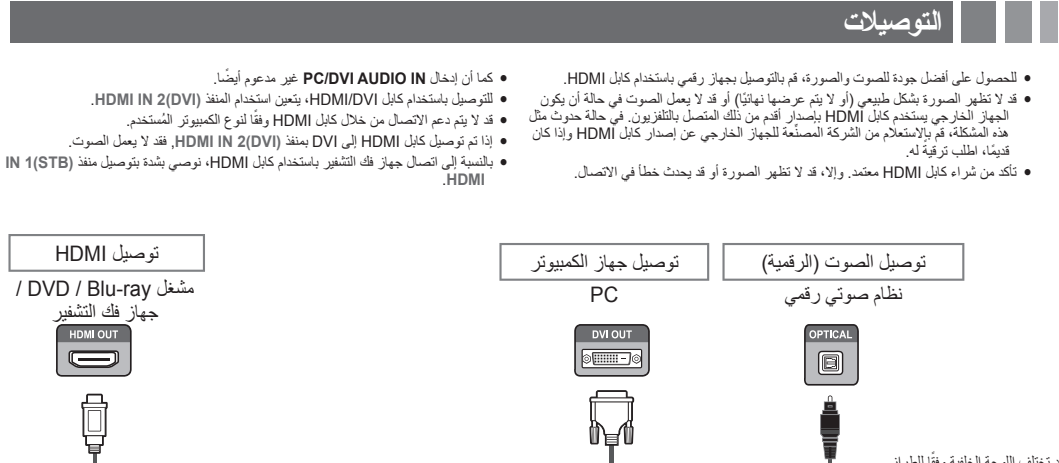 التوصيلات
● للحصول على أفضل جودة للصوت والصورة، قم بالتوصيل بجهاز رقمي باستخدام كابل HDMI.
● قد لا تظهر الصورة بشكل طبيعي (أو لا يتم عرضها نهائيًا) أو قد لا يعمل الصوت في حالة أن يكون
الجهاز الخارجي يستخدم كابل HDMI بإصدار أقدم من ذلك المتصل بالتلفزيون. في حالة حدوث مثل
هذه المشكلة، قم بالاستعلام من الشركة المصنّعة للجهاز الخارجي عن إصدار كابل HDMI وإذا كان
قديمًا، اطلب ترقية له.
● تأكد من شراء كابل HDMI معتمد. وإلا، قد لا تظهر الصورة أو قد يحدث خطأ في الاتصال.
● كما أن إدخال PC/DVI AUDIO IN غير مدعوم أيضًا.
● للتوصيل باستخدام كابل HDMI/DVI، يتعين استخدام المنفذ HDMI IN 2(DVI).
● قد لا يتم دعم الاتصال من خلال كابل HDMI وفقًا لنوع الكمبيوتر المُستخدم.
● إذا تم توصيل كابل HDMI إلى DVI بمنفذ HDMI IN 2(DVI), فقد لا يعمل الصوت.
● بالنسبة إلى اتصال جهاز فك التشفير باستخدام كابل HDMI، نوصي بشدة بتوصيل منفذ IN 1(STB)
HDMI.
توصيل الصوت (الرقمية)
نظام صوتي رقمي
OPTICAL
توصيل جهاز الكمبيوتر
PC
DVI OUT
توصيل HDMI
مشغل DVD / Blu-ray /
جهاز فك التشفير
HDMI OUT